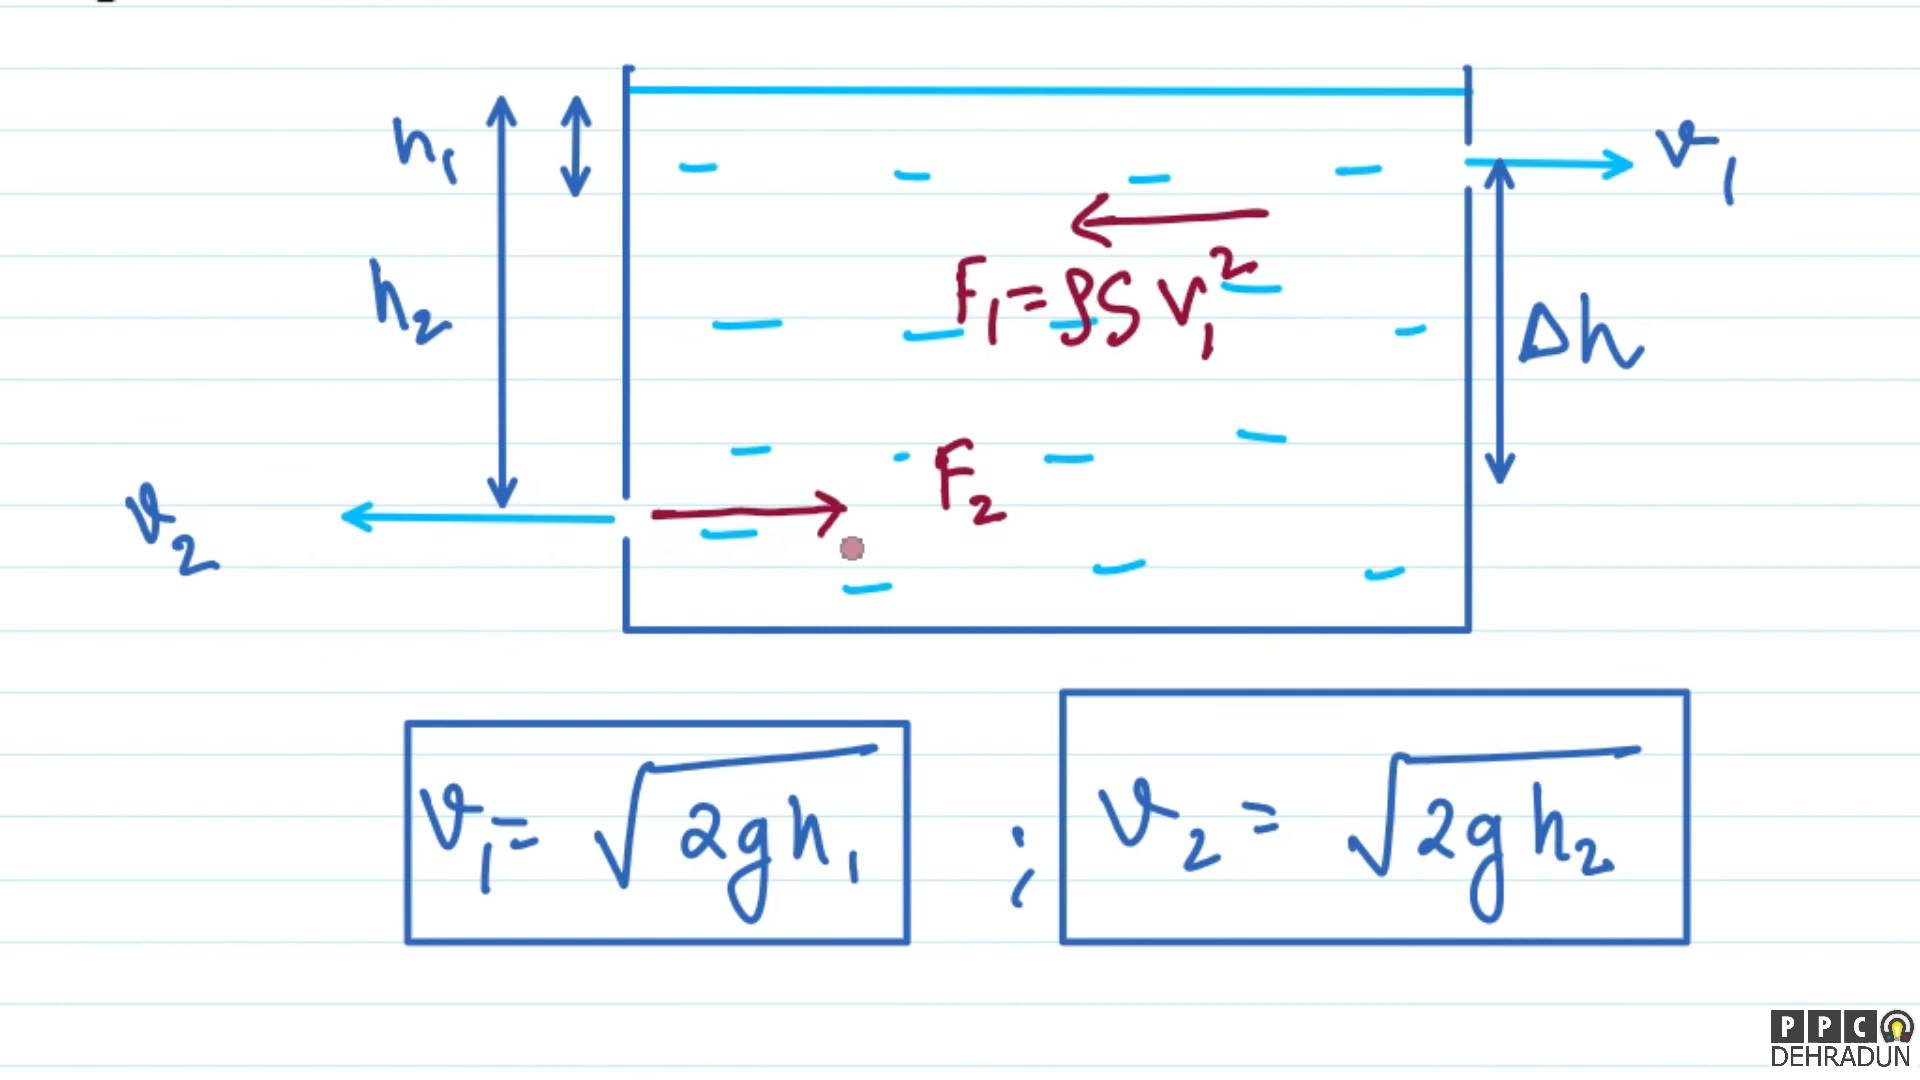 h₁
v₁
F₁ = ρSv₁²
h₂
Δh
F₂
v₂
v₁ = √2gh₁ ; v₂ = √2gh₂
PPC
DEHRADUN